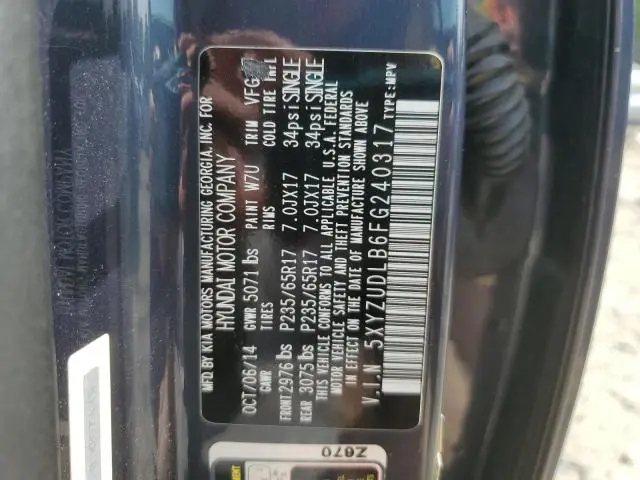 MFD BY KIA MOTORS MANUFACTURING GEORGIA, INC. FOR
HYUNDAI MOTOR COMPANY
OCT/06/14 GVWR 5071 lbs PAINT W7U TRIM
GAWR TIRES RIMS COLD TIRE Infl
FRONT 2976 lbs P235/65R17 7.0JX17 34psi SINGLE
REAR 3075 lbs P235/65R17 7.0JX17 34psi SINGLE
THIS VEHICLE CONFORMS TO ALL APPLICABLE U.S.A. FEDERAL
MOTOR VEHICLE SAFETY AND THEFT PREVENTION STANDARDS
IN EFFECT ON THE DATE OF MANUFACTURE SHOWN ABOVE
V.I.N 5XYZUDLB6FG240317 TYPE:MPV
Z670